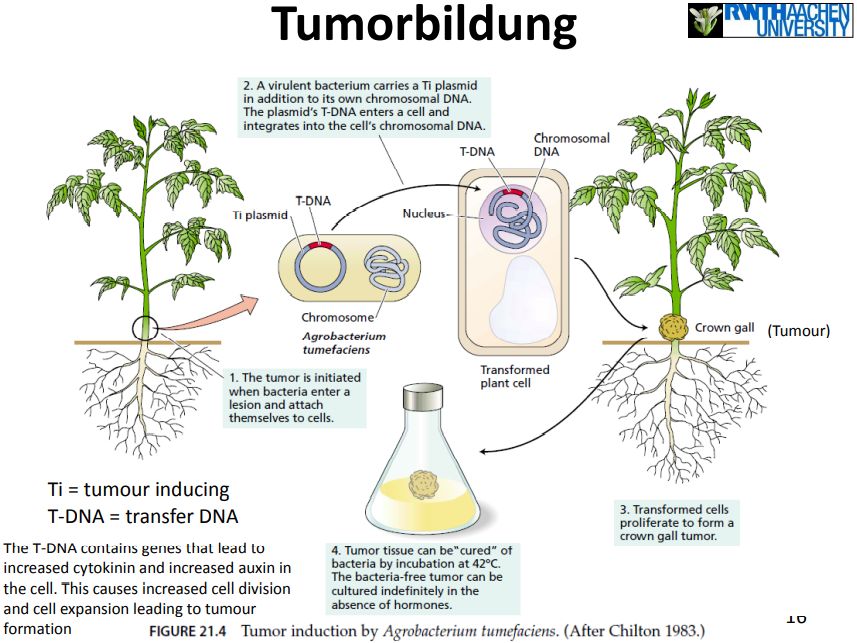 Tumorbildung
RWTHAACHEN
UNIVERSITY
2. A virulent bacterium carries a Ti plasmid
in addition to its own chromosomal DNA.
The plasmid's T-DNA enters a cell and
integrates into the cell's chromosomal DNA.
Chromosomal
DNA
T-DNA
T-DNA
Ti plasmid
Nucleus
Chromosome
Agrobacterium
tumefaciens
Crown gall
(Tumour)
Transformed
plant cell
1. The tumor is initiated
when bacteria enter a
lesion and attach
themselves to cells.
Ti = tumour inducing
T-DNA = transfer DNA
3. Transformed cells
proliferate to form a
crown gall tumor.
The T-DNA contains genes that lead to
increased cytokinin and increased auxin in
the cell. This causes increased cell division
and cell expansion leading to tumour
formation
4. Tumor tissue can be"cured" of
bacteria by incubation at 42°C.
The bacteria-free tumor can be
cultured indefinitely in the
absence of hormones.
16
FIGURE 21.4 Tumor induction by Agrobacterium tumefaciens. (After Chilton 1983.)